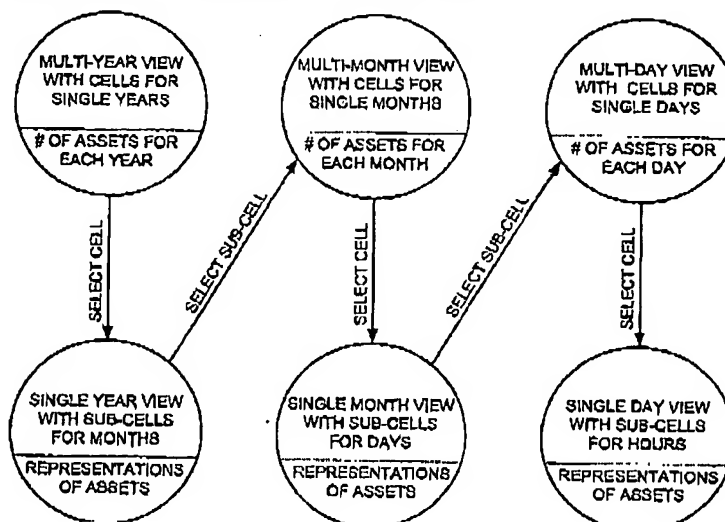 MULTI-YEAR VIEW
WITH CELLS FOR
SINGLE YEARS
# OF ASSETS FOR
EACH YEAR
MULTI-MONTH VIEW
WITH CELLS FOR
SINGLE MONTHS
# OF ASSETS FOR
EACH MONTH
MULTI-DAY VIEW
WITH CELLS FOR
SINGLE DAYS
# OF ASSETS FOR
EACH DAY
SELECT CELL
SELECT SUB-CELL
SELECT CELL
SELECT SUB-CELL
SELECT CELL
SINGLE YEAR VIEW
WITH SUB-CELLS
FOR MONTHS
REPRESENTATIONS
OF ASSETS
SINGLE MONTH VIEW
WITH SUB-CELLS
FOR DAYS
REPRESENTATIONS
OF ASSETS
SINGLE DAY VIEW
WITH SUB-CELLS
FOR HOURS
REPRESENTATIONS
OF ASSETS